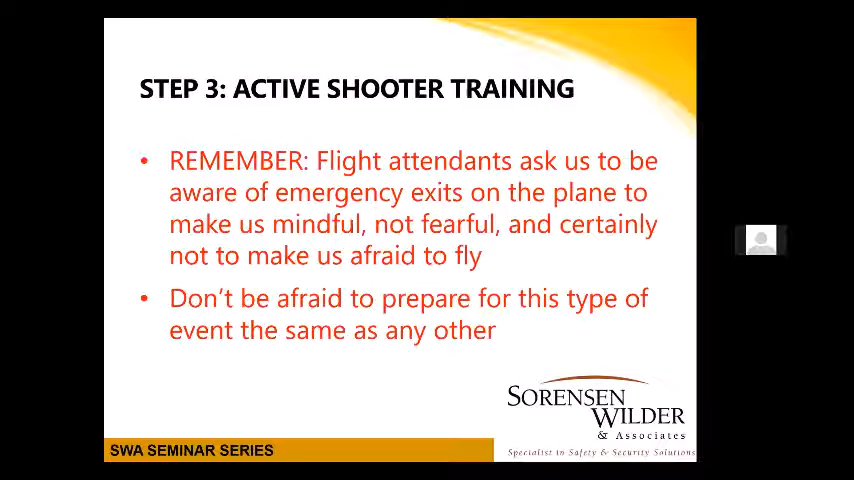 STEP 3: ACTIVE SHOOTER TRAINING
• REMEMBER: Flight attendants ask us to be
aware of emergency exits on the plane to
make us mindful, not fearful, and certainly
not to make us afraid to fly
• Don’t be afraid to prepare for this type of
event the same as any other
SORENSEN
WILDER
& Associates
Specialist in Safety & Security Solutions
SWA SEMINAR SERIES